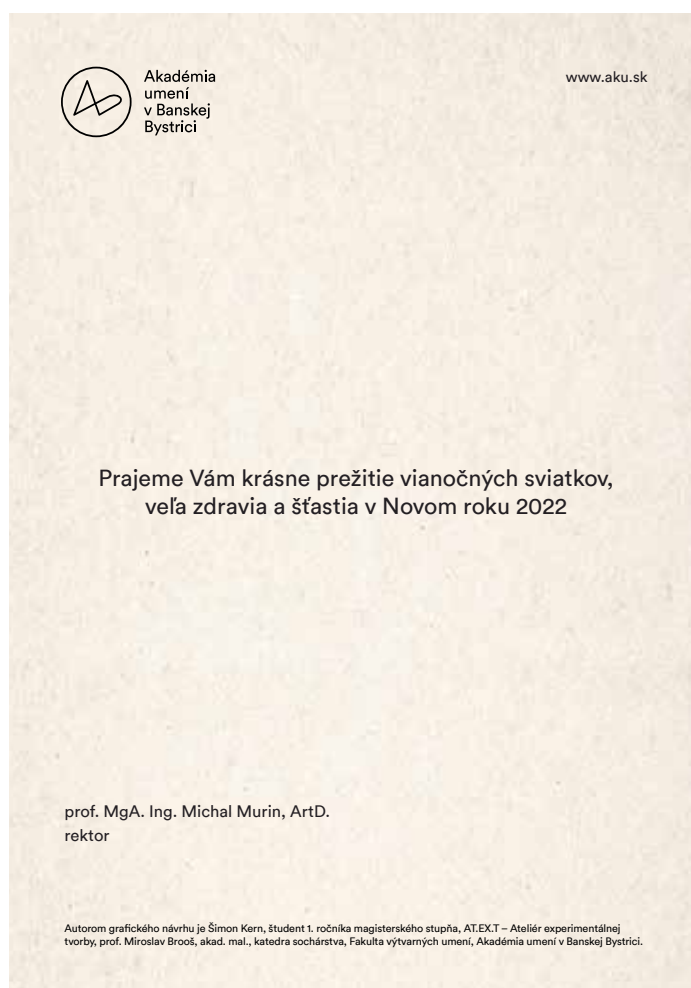 Akadémia
umení
v Banskej
Bystrici
www.aku.sk
Prajeme Vám krásne prežitie vianočných sviatkov,
veľa zdravia a šťastia v Novom roku 2022
prof. MgA. Ing. Michal Murin, ArtD.
rektor
Autorom grafického návrhu je Šimon Kern, študent 1. ročníka magisterského stupňa, AT.EX.T – Ateliér experimentálnej
tvorby, prof. Miroslav Brooš, akad. mal., katedra sochárstva, Fakulta výtvarných umení, Akadémia umení v Banskej Bystrici.